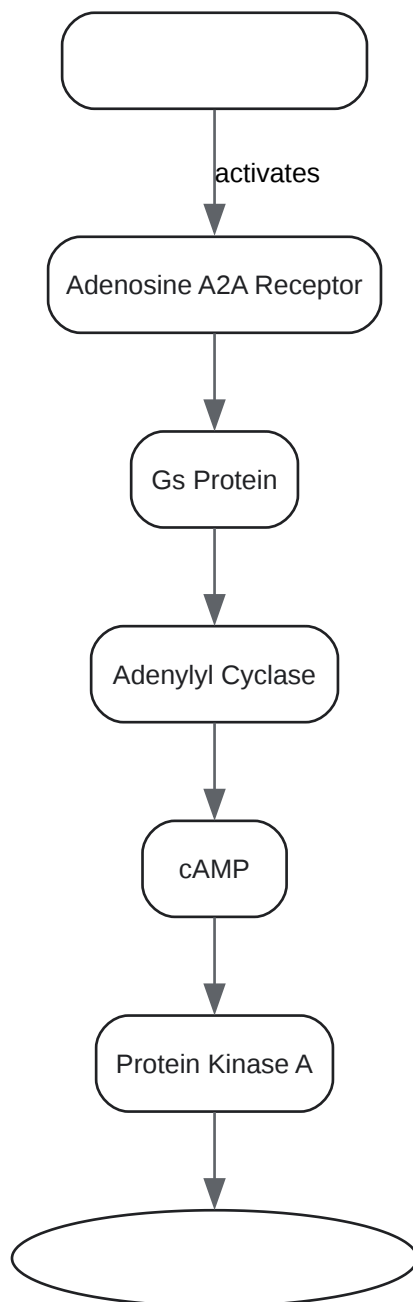 activates
Adenosine A2A Receptor
Gs Protein
Adenylyl Cyclase
cAMP
Protein Kinase A